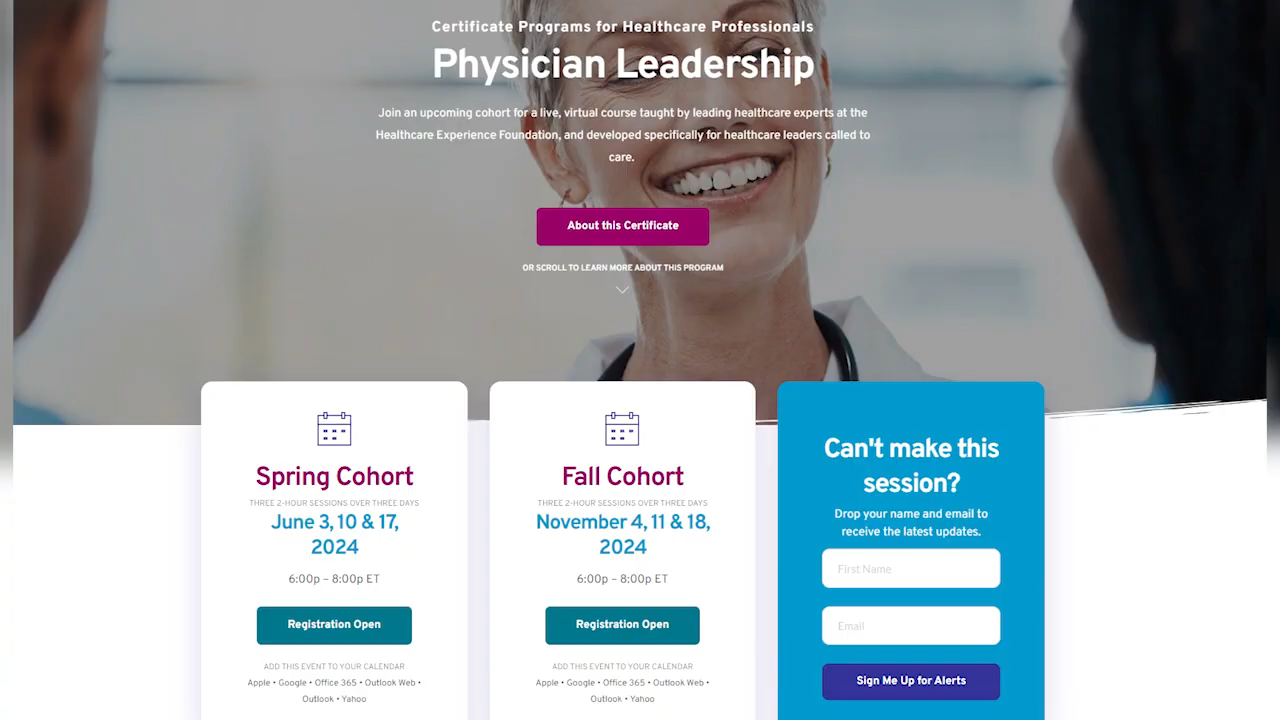 Certificate Programs for Healthcare Professionals
Physician Leadership
Join an upcoming cohort for a live, virtual course taught by leading healthcare experts at the
Healthcare Experience Foundation, and developed specifically for healthcare leaders called to
care.
About this Certificate
OR SCROLL TO LEARN MORE ABOUT THIS PROGRAM
Spring Cohort
THREE 2-HOUR SESSIONS OVER THREE DAYS
June 3, 10 & 17,
2024
6:00p – 8:00p ET
Registration Open
ADD THIS EVENT TO YOUR CALENDAR
Apple • Google • Office 365 • Outlook Web •
Outlook • Yahoo
Fall Cohort
THREE 2-HOUR SESSIONS OVER THREE DAYS
November 4, 11 & 18,
2024
6:00p – 8:00p ET
Registration Open
ADD THIS EVENT TO YOUR CALENDAR
Apple • Google • Office 365 • Outlook Web •
Outlook • Yahoo
Can't make this
session?
Drop your name and email to
receive the latest updates.
First Name
Email
Sign Me Up for Alerts